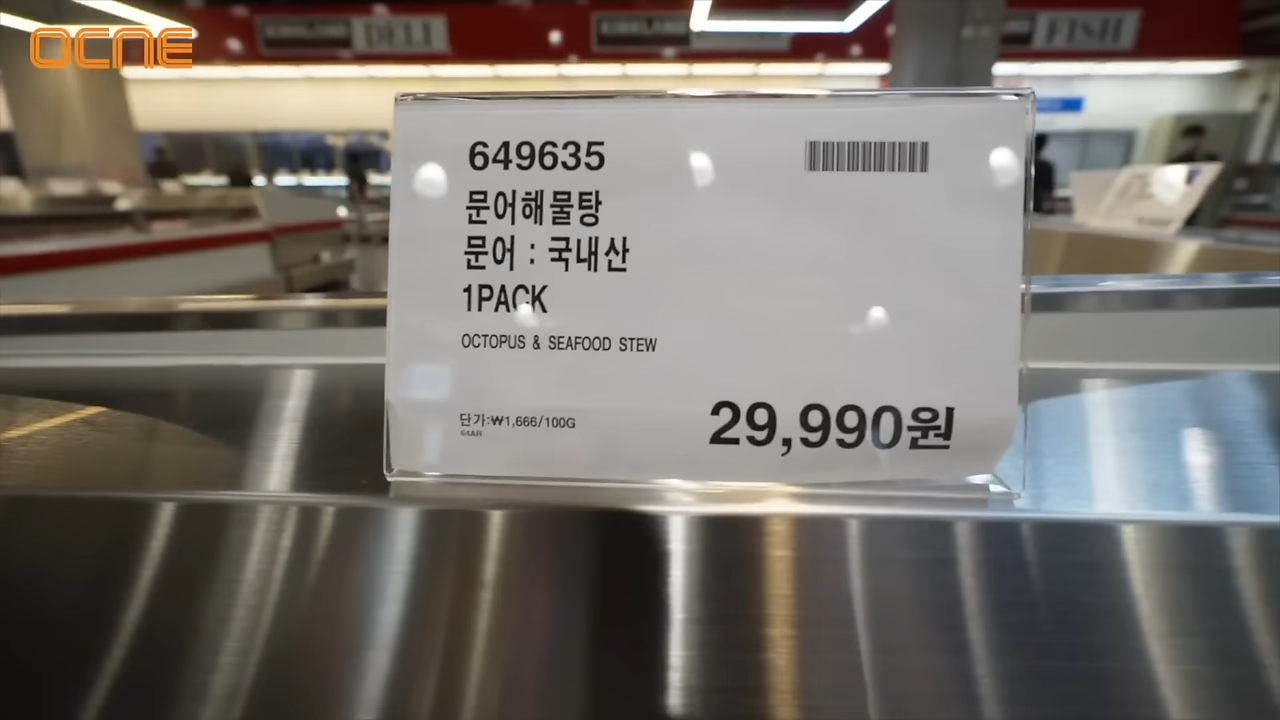 OCNE
DELI
FISH
649635
문어해물탕
문어 : 국내산
1PACK
OCTOPUS & SEAFOOD STEW
단가:₩1,666/100G
29,990원